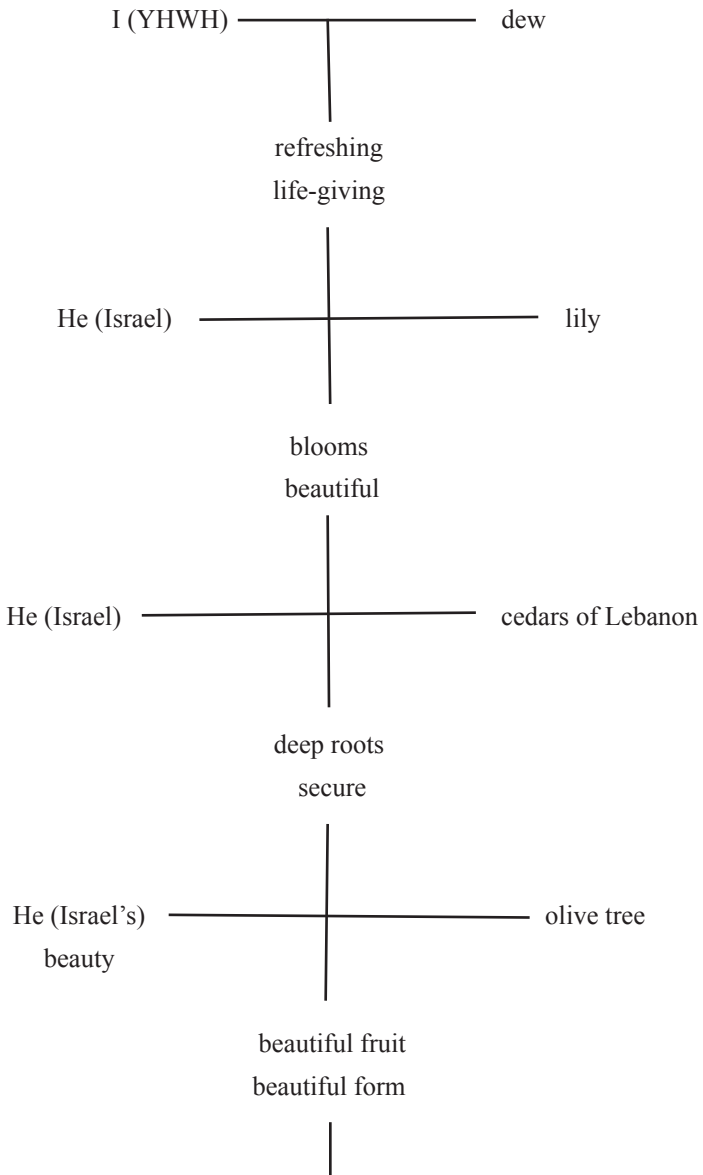 I (YHWH) dew
refreshing
life-giving
He (Israel) lily
blooms
beautiful
He (Israel) cedars of Lebanon
deep roots
secure
He (Israel’s) olive tree
beauty
beautiful fruit
beautiful form